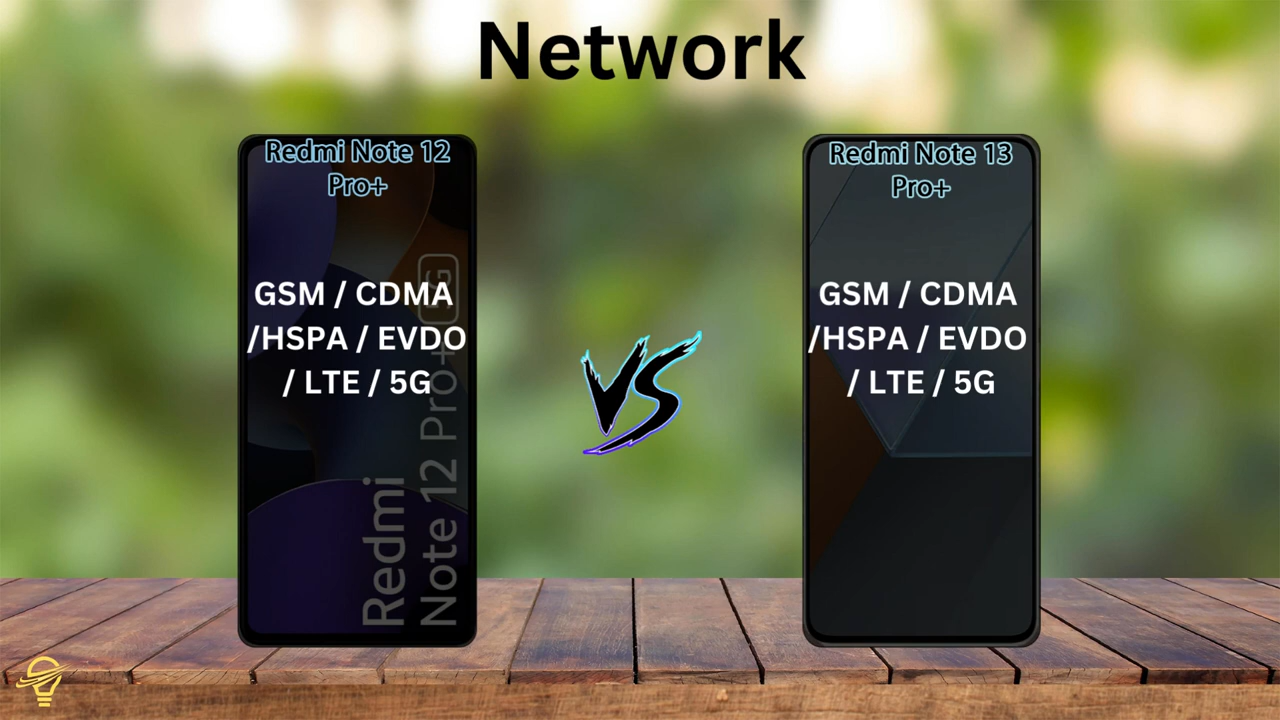 Network
Redmi Note 12
Pro+
GSM / CDMA
/HSPA / EVDO
/ LTE / 5G
Redmi
Note 12 Pro+ 5G
VS
Redmi Note 13
Pro+
GSM / CDMA
/HSPA / EVDO
/ LTE / 5G